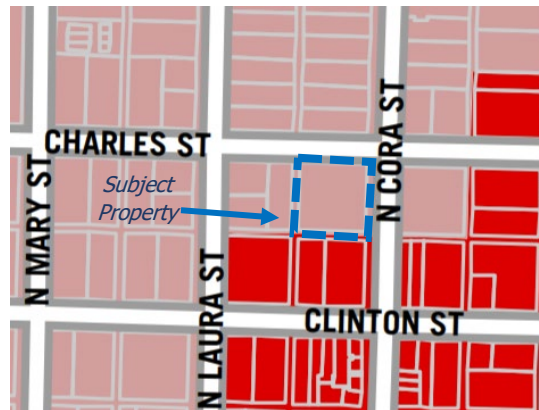 CHARLES ST
N CORA ST
N MARY ST
Subject
Property
N LAURA ST
CLINTON ST